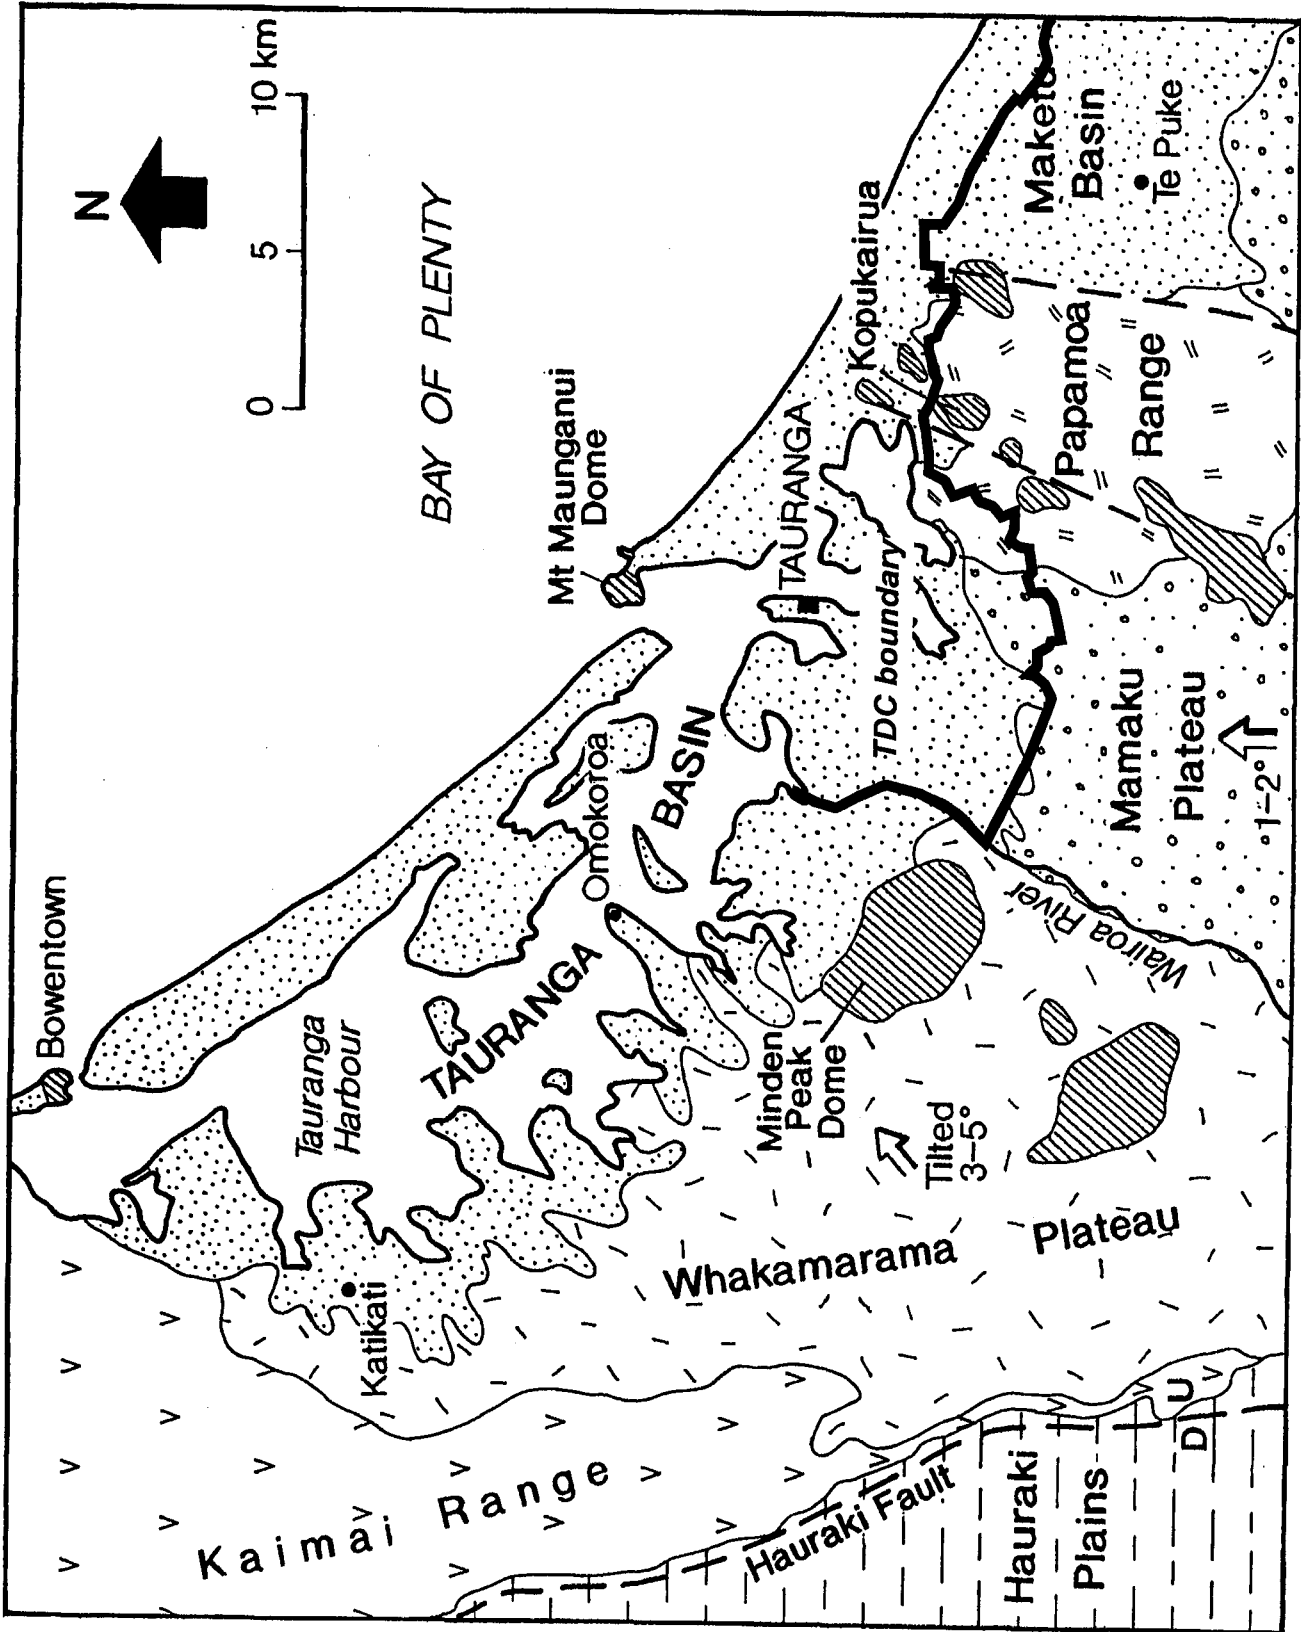 Bowentown
N
0 5 10 km
BAY OF PLENTY
Tauranga
Harbour
Katikati
Kaimai Range
TAURANGA
BASIN
Omokoroa
Mt Maunganui
Dome
TAURANGA
Kopukairua
TDC boundary
Minden
Peak
Dome
Tilted
3–5°
Whakamarama
Plateau
Wairoa River
Mamaku
Plateau
1–2°
Papamoa
Range
Maketu
Basin
Te Puke
Hauraki Fault
U
D
Hauraki
Plains